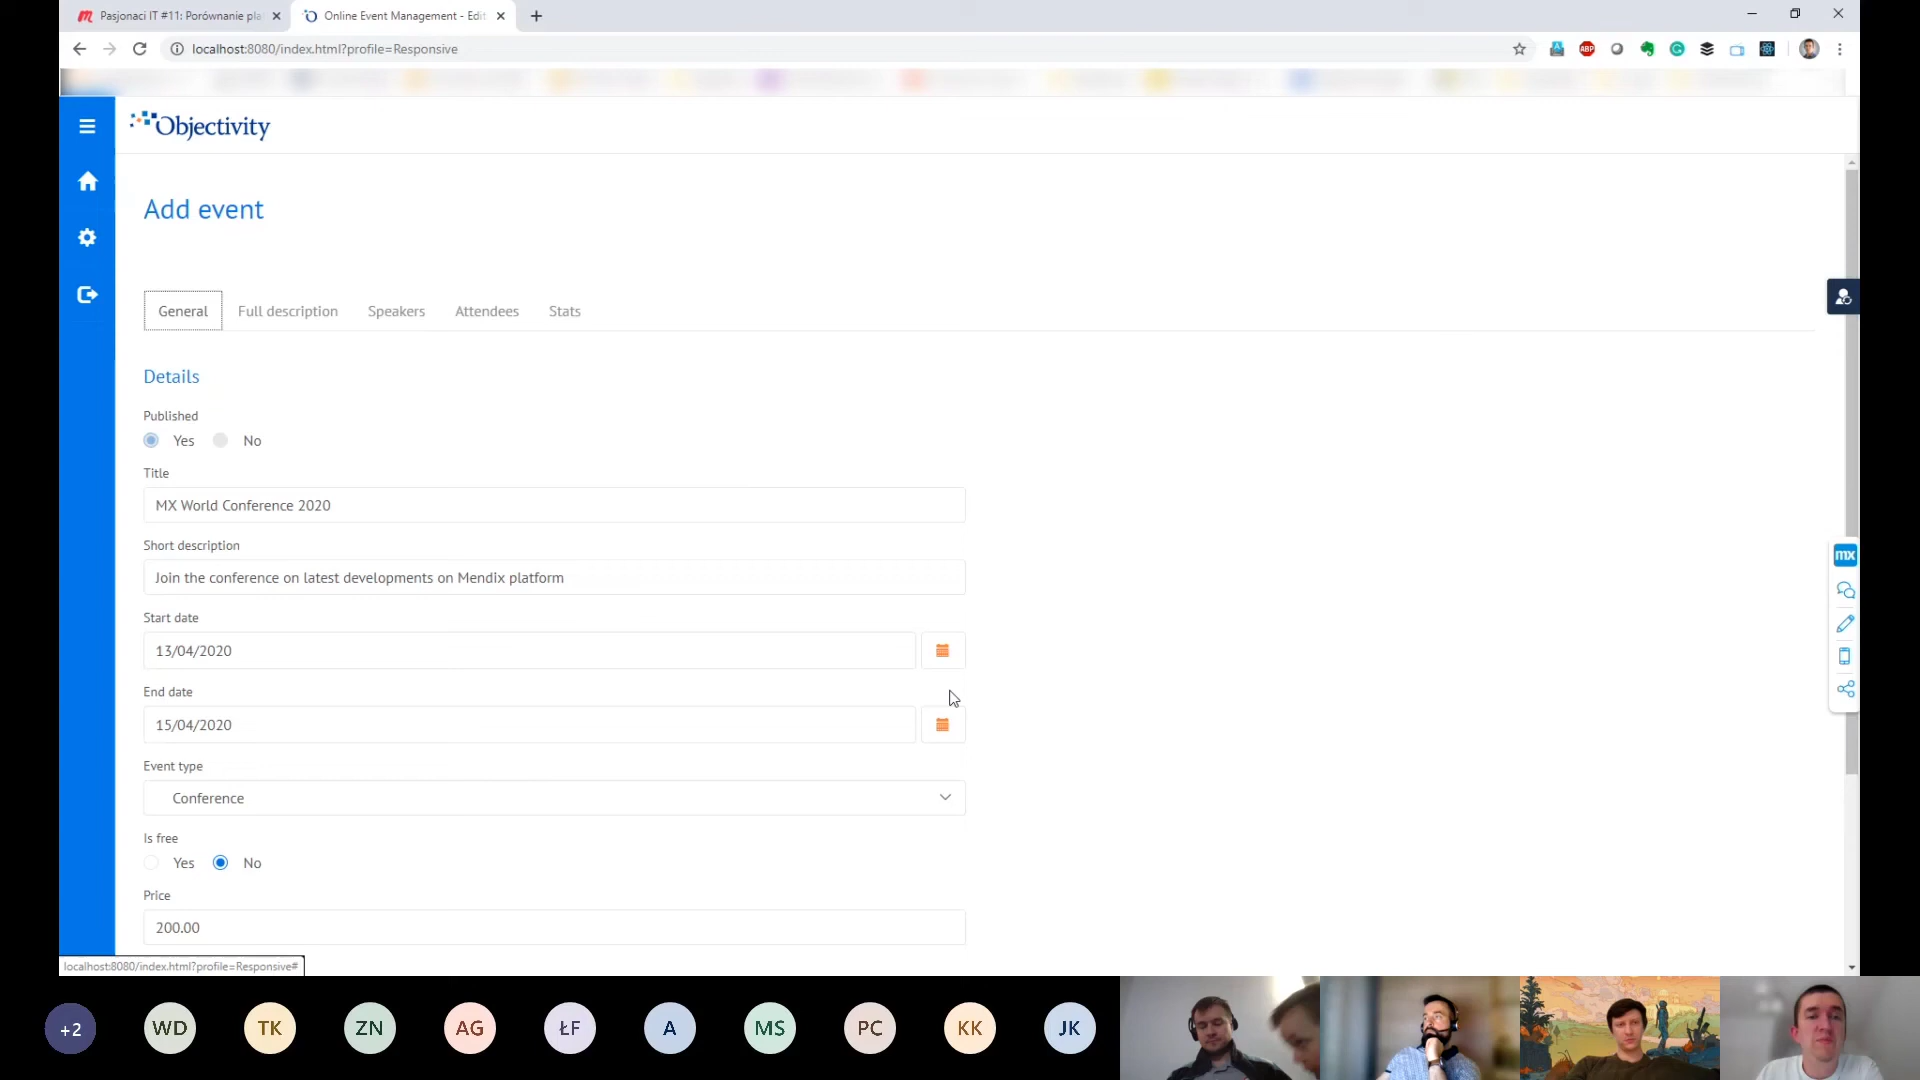 Pasjonaci IT #11: Porównanie pla
Online Event Management - Edit
localhost:8080/index.html?profile=Responsive
ABP
Objectivity
Add event
General
Full description
Speakers
Attendees
Stats
Details
Published
Yes
No
Title
MX World Conference 2020
Short description
Join the conference on latest developments on Mendix platform
Start date
13/04/2020
End date
15/04/2020
Event type
Conference
Is free
Yes
No
Price
200.00
mx
localhost:8080/index.html?profile=Responsive#
+2
WD
TK
ZN
AG
ŁF
A
MS
PC
KK
JK